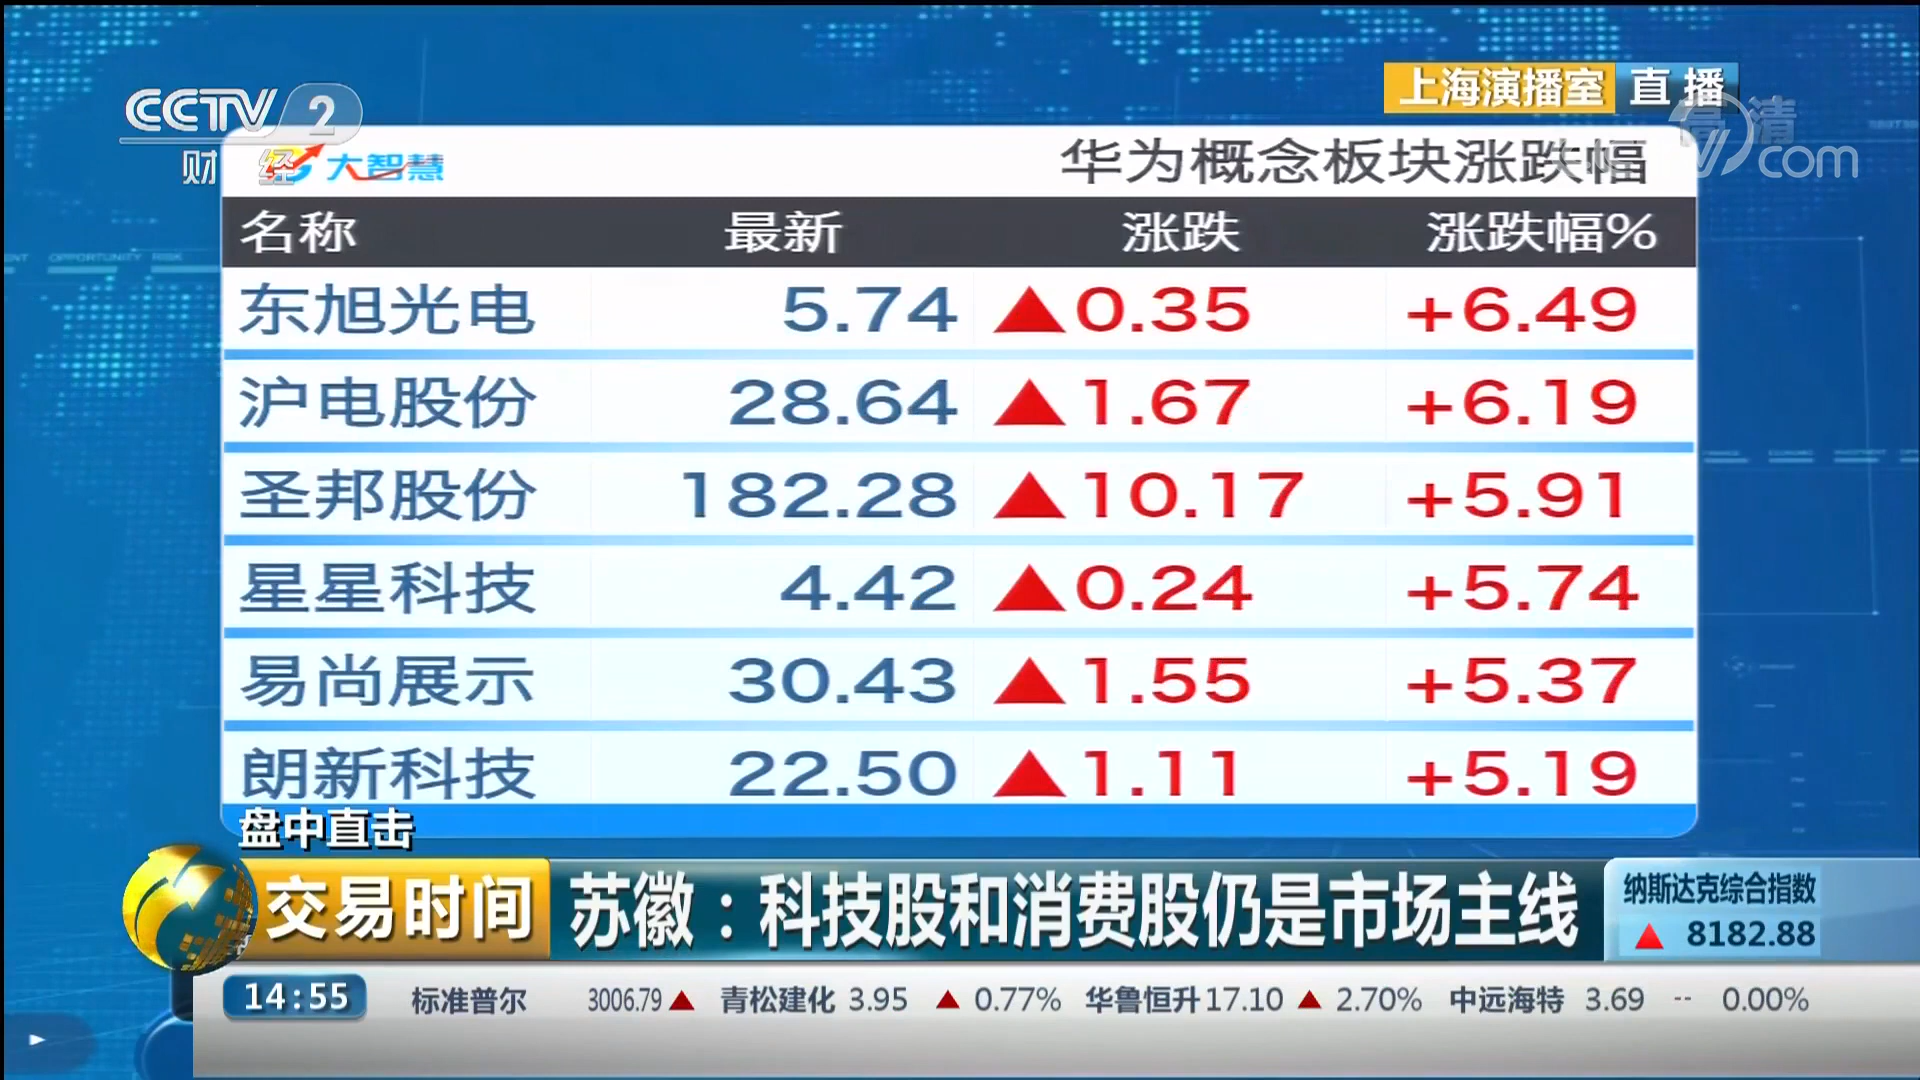 上海演播室 直播
CCTV 2
财经
高清
com
大智慧 华为概念板块涨跌幅
名称 最新 涨跌 涨跌幅%
东旭光电 5.74 ▲0.35 +6.49
沪电股份 28.64 ▲1.67 +6.19
圣邦股份 182.28 ▲10.17 +5.91
星星科技 4.42 ▲0.24 +5.74
易尚展示 30.43 ▲1.55 +5.37
朗新科技 22.50 ▲1.11 +5.19
盘中直击
交易时间 苏徽：科技股和消费股仍是市场主线
纳斯达克综合指数
▲ 8182.88
14:55 标准普尔 3006.79 ▲ 青松建化 3.95 ▲ 0.77% 华鲁恒升 17.10 ▲ 2.70% 中远海特 3.69 -- 0.00%